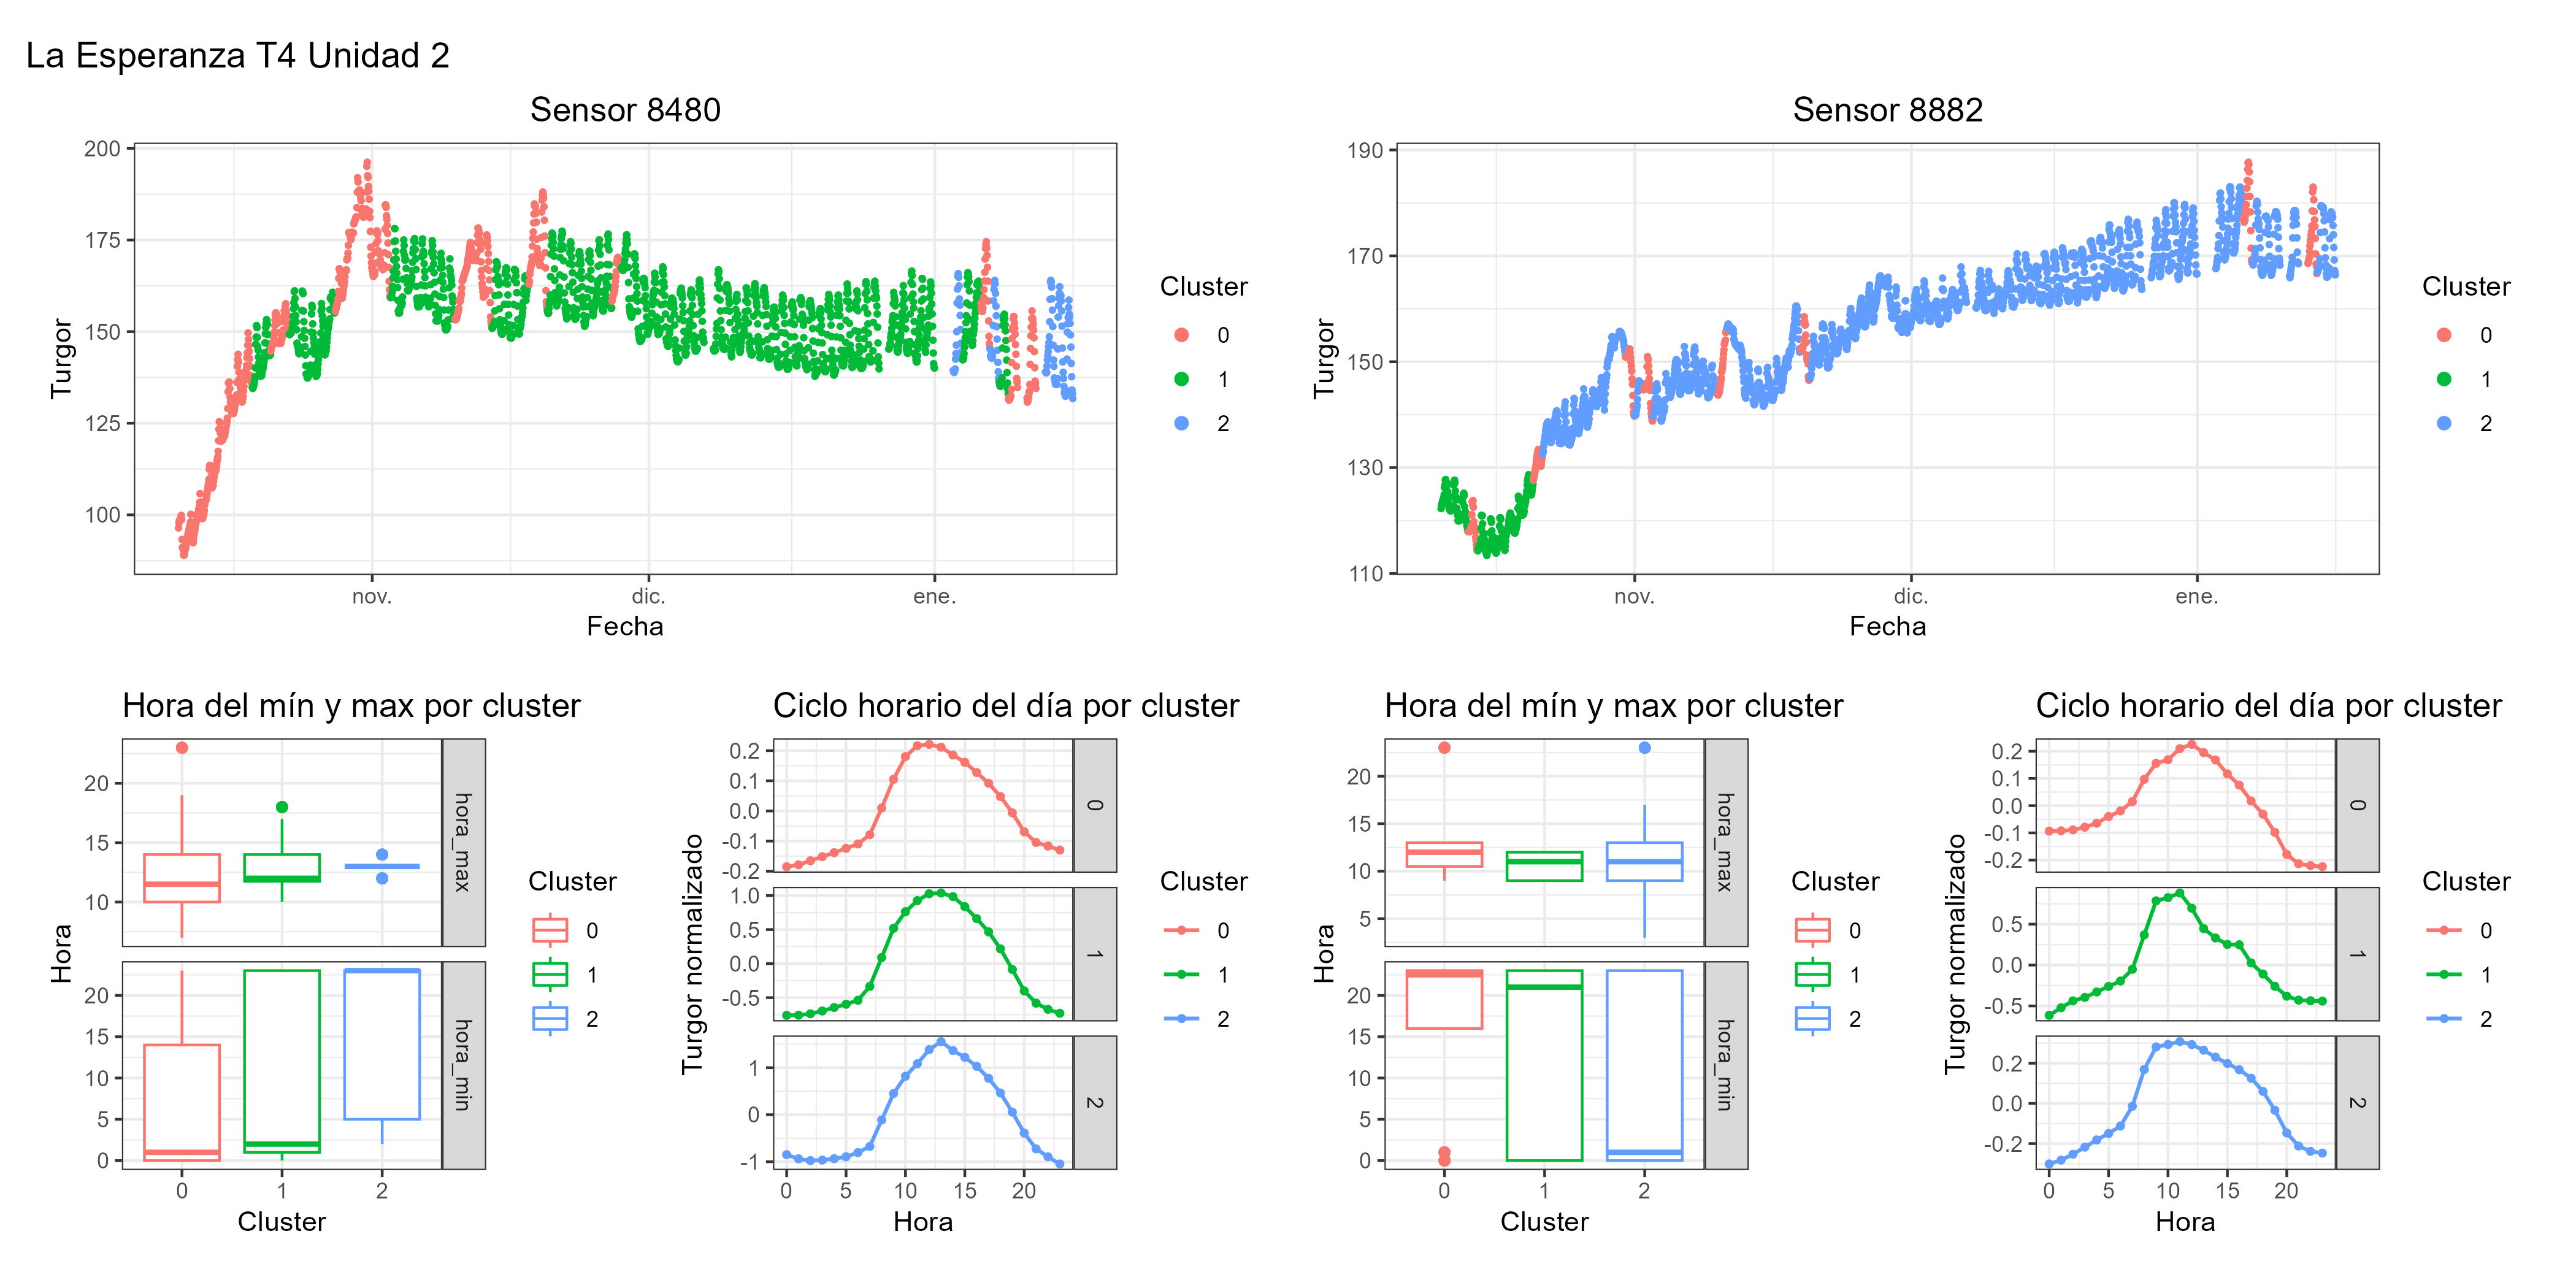 La Esperanza T4 Unidad 2
Sensor 8480
200
175
150
125
100
Turgor
nov.
dic.
ene.
Fecha
Cluster
0
1
2
Sensor 8882
190
170
150
130
110
Turgor
nov.
dic.
ene.
Fecha
Cluster
0
1
2
Hora del mín y max por cluster
20
15
10
hora_max
20
15
10
5
0
hora_min
Hora
0
1
2
Cluster
Cluster
0
1
2
Ciclo horario del día por cluster
0.2
0.1
0.0
-0.1
-0.2
0
1.0
0.5
0.0
-0.5
1
1
0
-1
2
Turgor normalizado
0
5
10
15
20
Hora
Cluster
0
1
2
Hora del mín y max por cluster
20
15
10
5
hora_max
20
15
10
5
0
hora_min
Hora
0
1
2
Cluster
Cluster
0
1
2
Ciclo horario del día por cluster
0.2
0.1
0.0
-0.1
-0.2
0
0.5
0.0
-0.5
1
0.2
0.0
-0.2
2
Turgor normalizado
0
5
10
15
20
Hora
Cluster
0
1
2